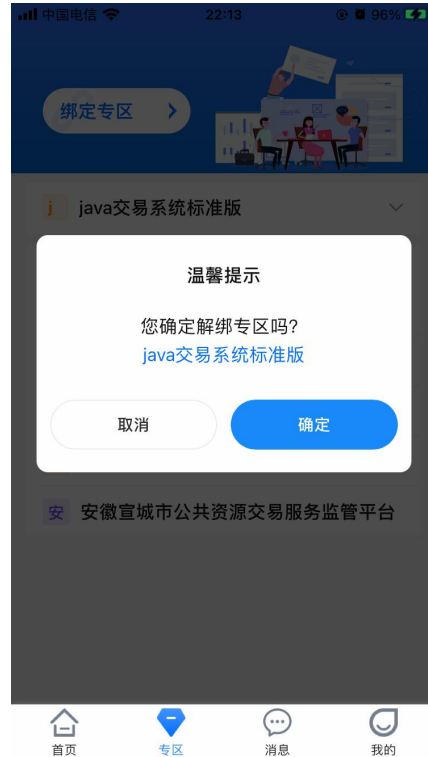 中国电信 22:13 96%
绑定专区
j java交易系统标准版
温馨提示
您确定解绑专区吗?
java交易系统标准版
取消 确定
安 安徽宣城市公共资源交易服务监管平台
首页 专区 消息 我的